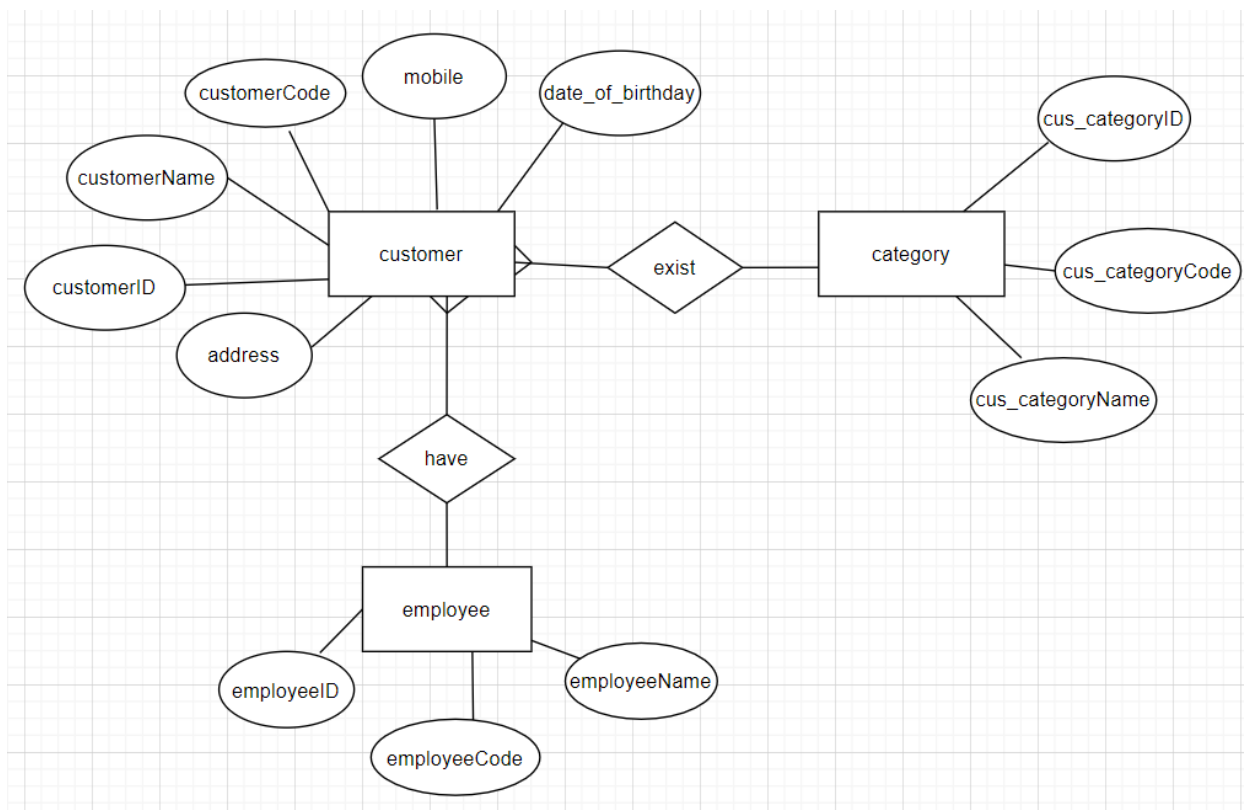 mobile
customerCode
date_of_birthday
cus_categoryID
customerName
customer
exist
category
cus_categoryCode
customerID
address
cus_categoryName
have
employee
employeeID
employeeName
employeeCode